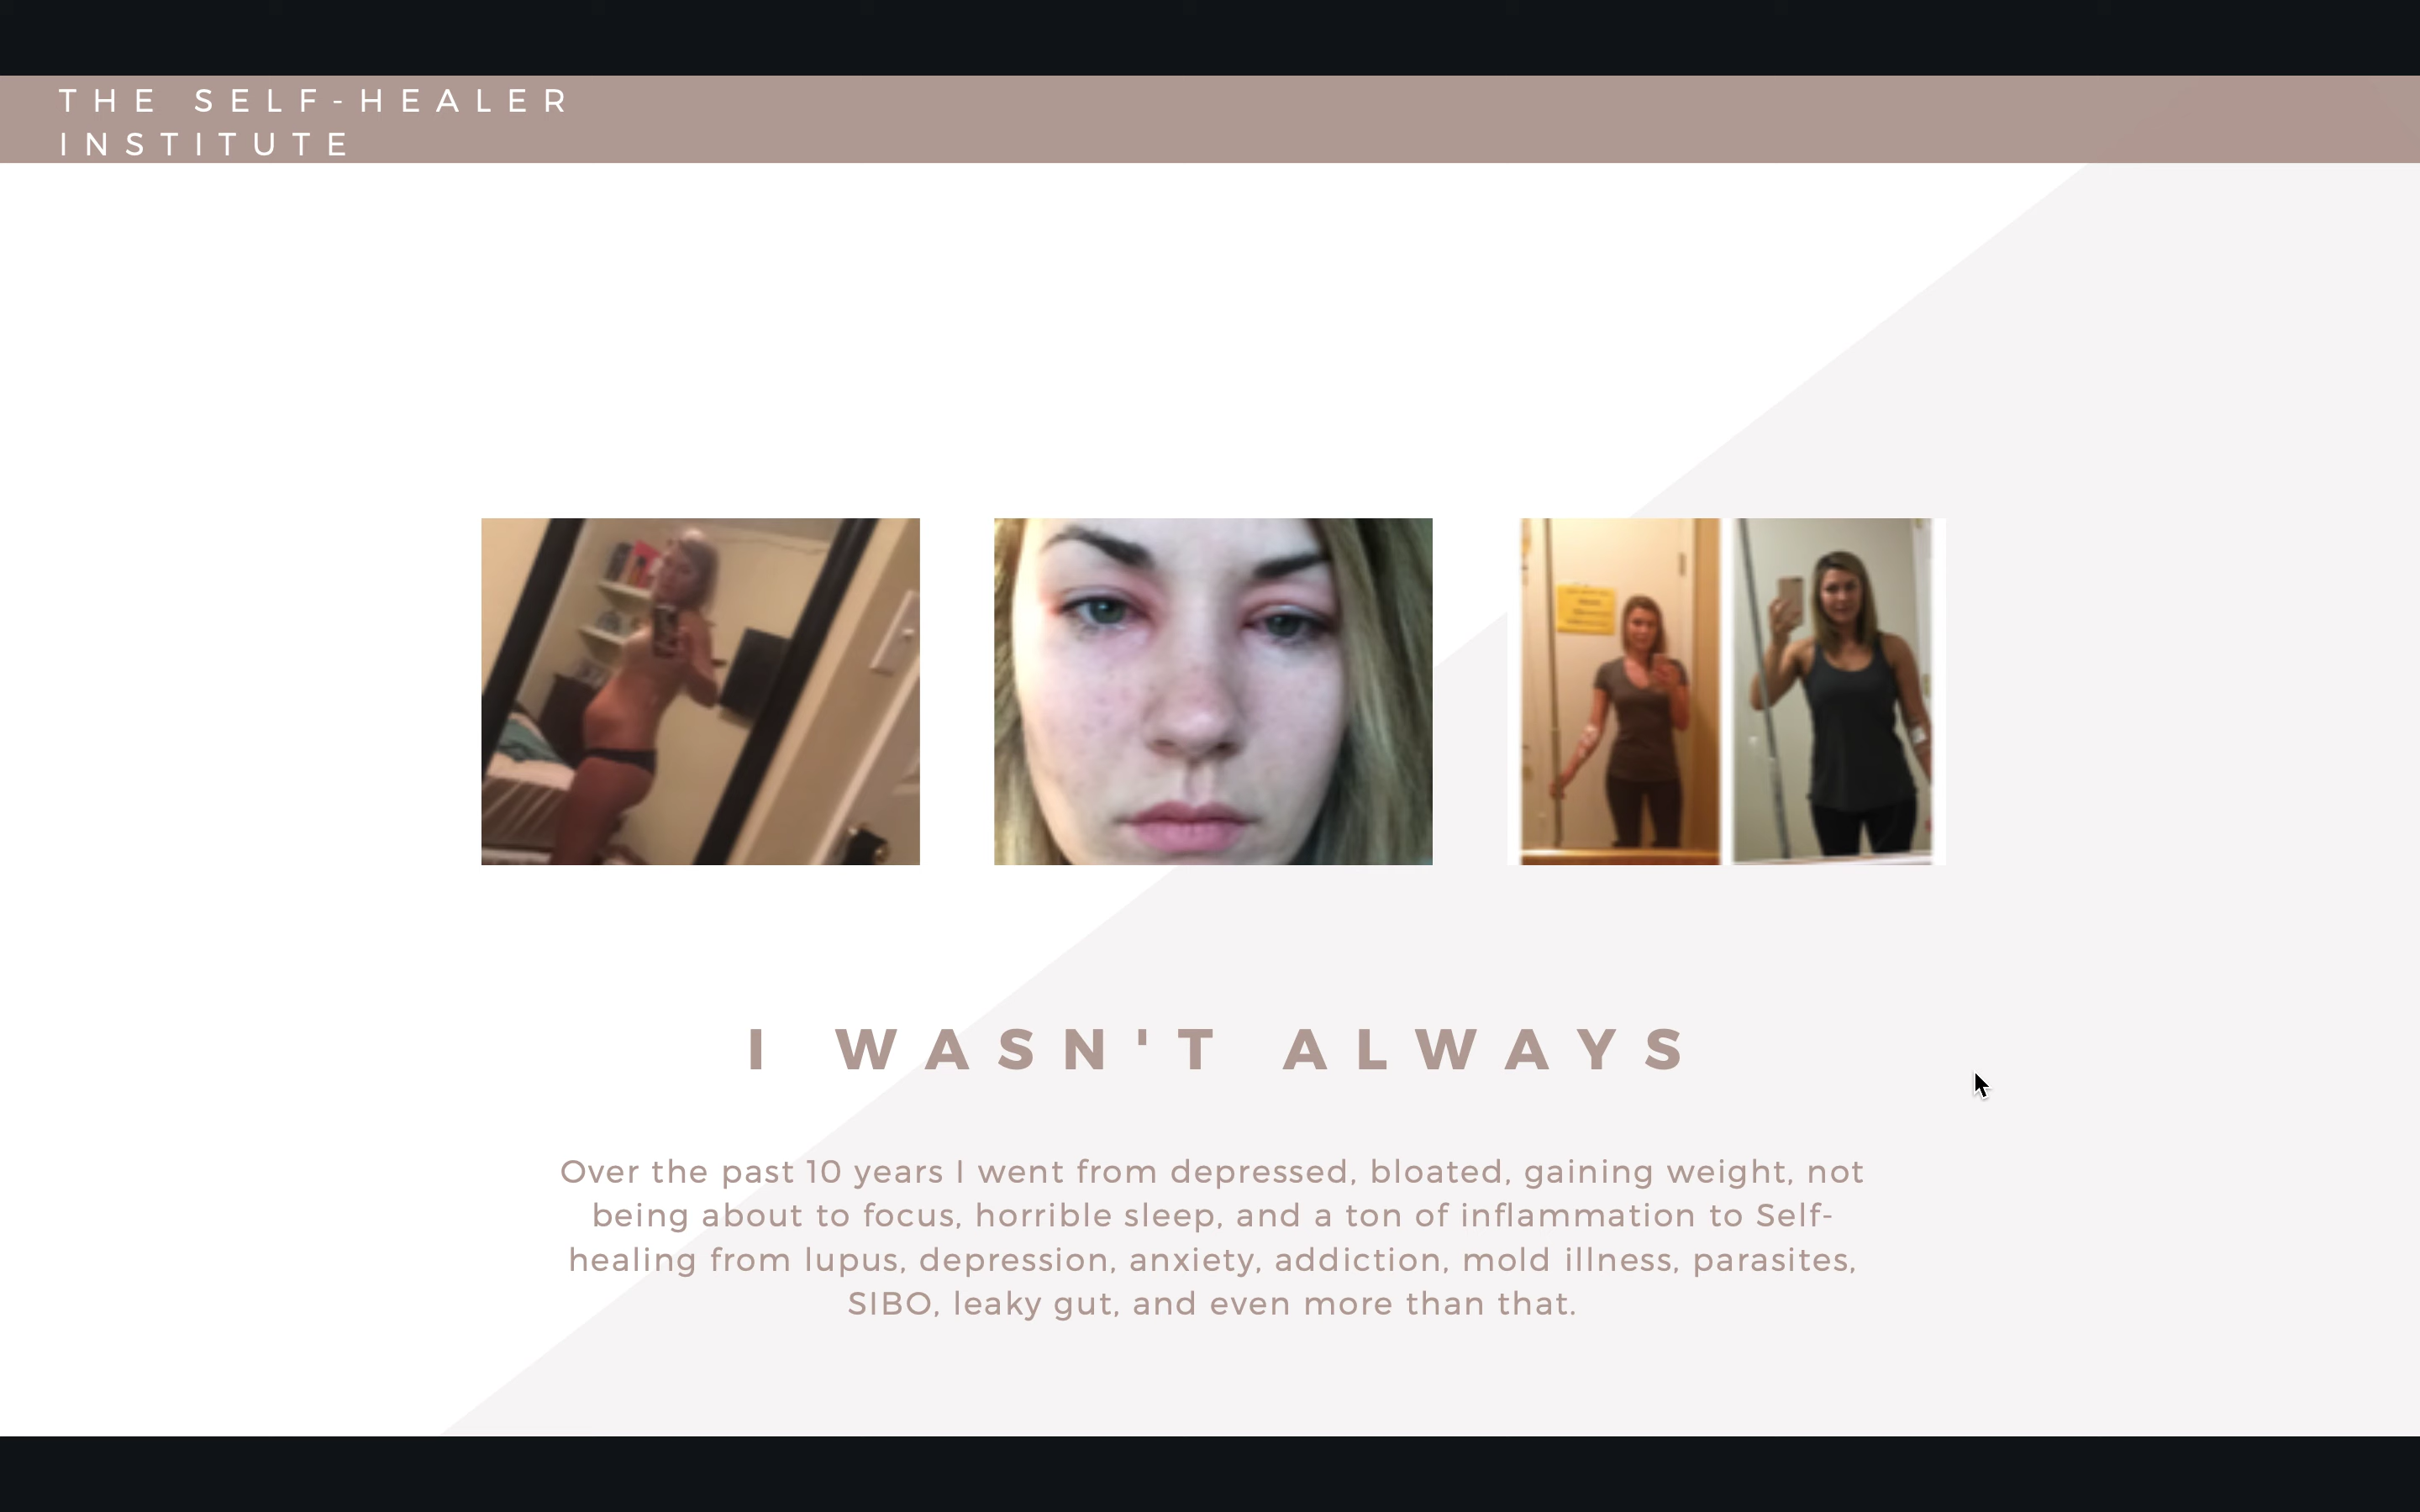 THE SELF-HEALER
INSTITUTE
I WASN'T ALWAYS
Over the past 10 years I went from depressed, bloated, gaining weight, not
being about to focus, horrible sleep, and a ton of inflammation to Self-
healing from lupus, depression, anxiety, addiction, mold illness, parasites,
SIBO, leaky gut, and even more than that.